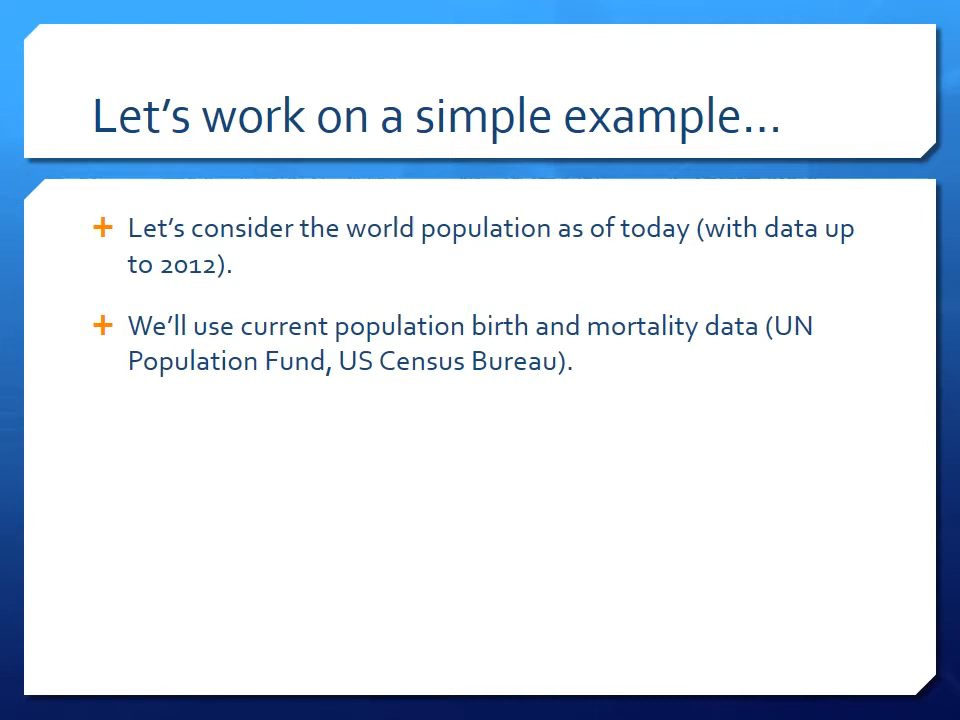 Let’s work on a simple example…
Let’s consider the world population as of today (with data up
to 2012).
We’ll use current population birth and mortality data (UN
Population Fund, US Census Bureau).